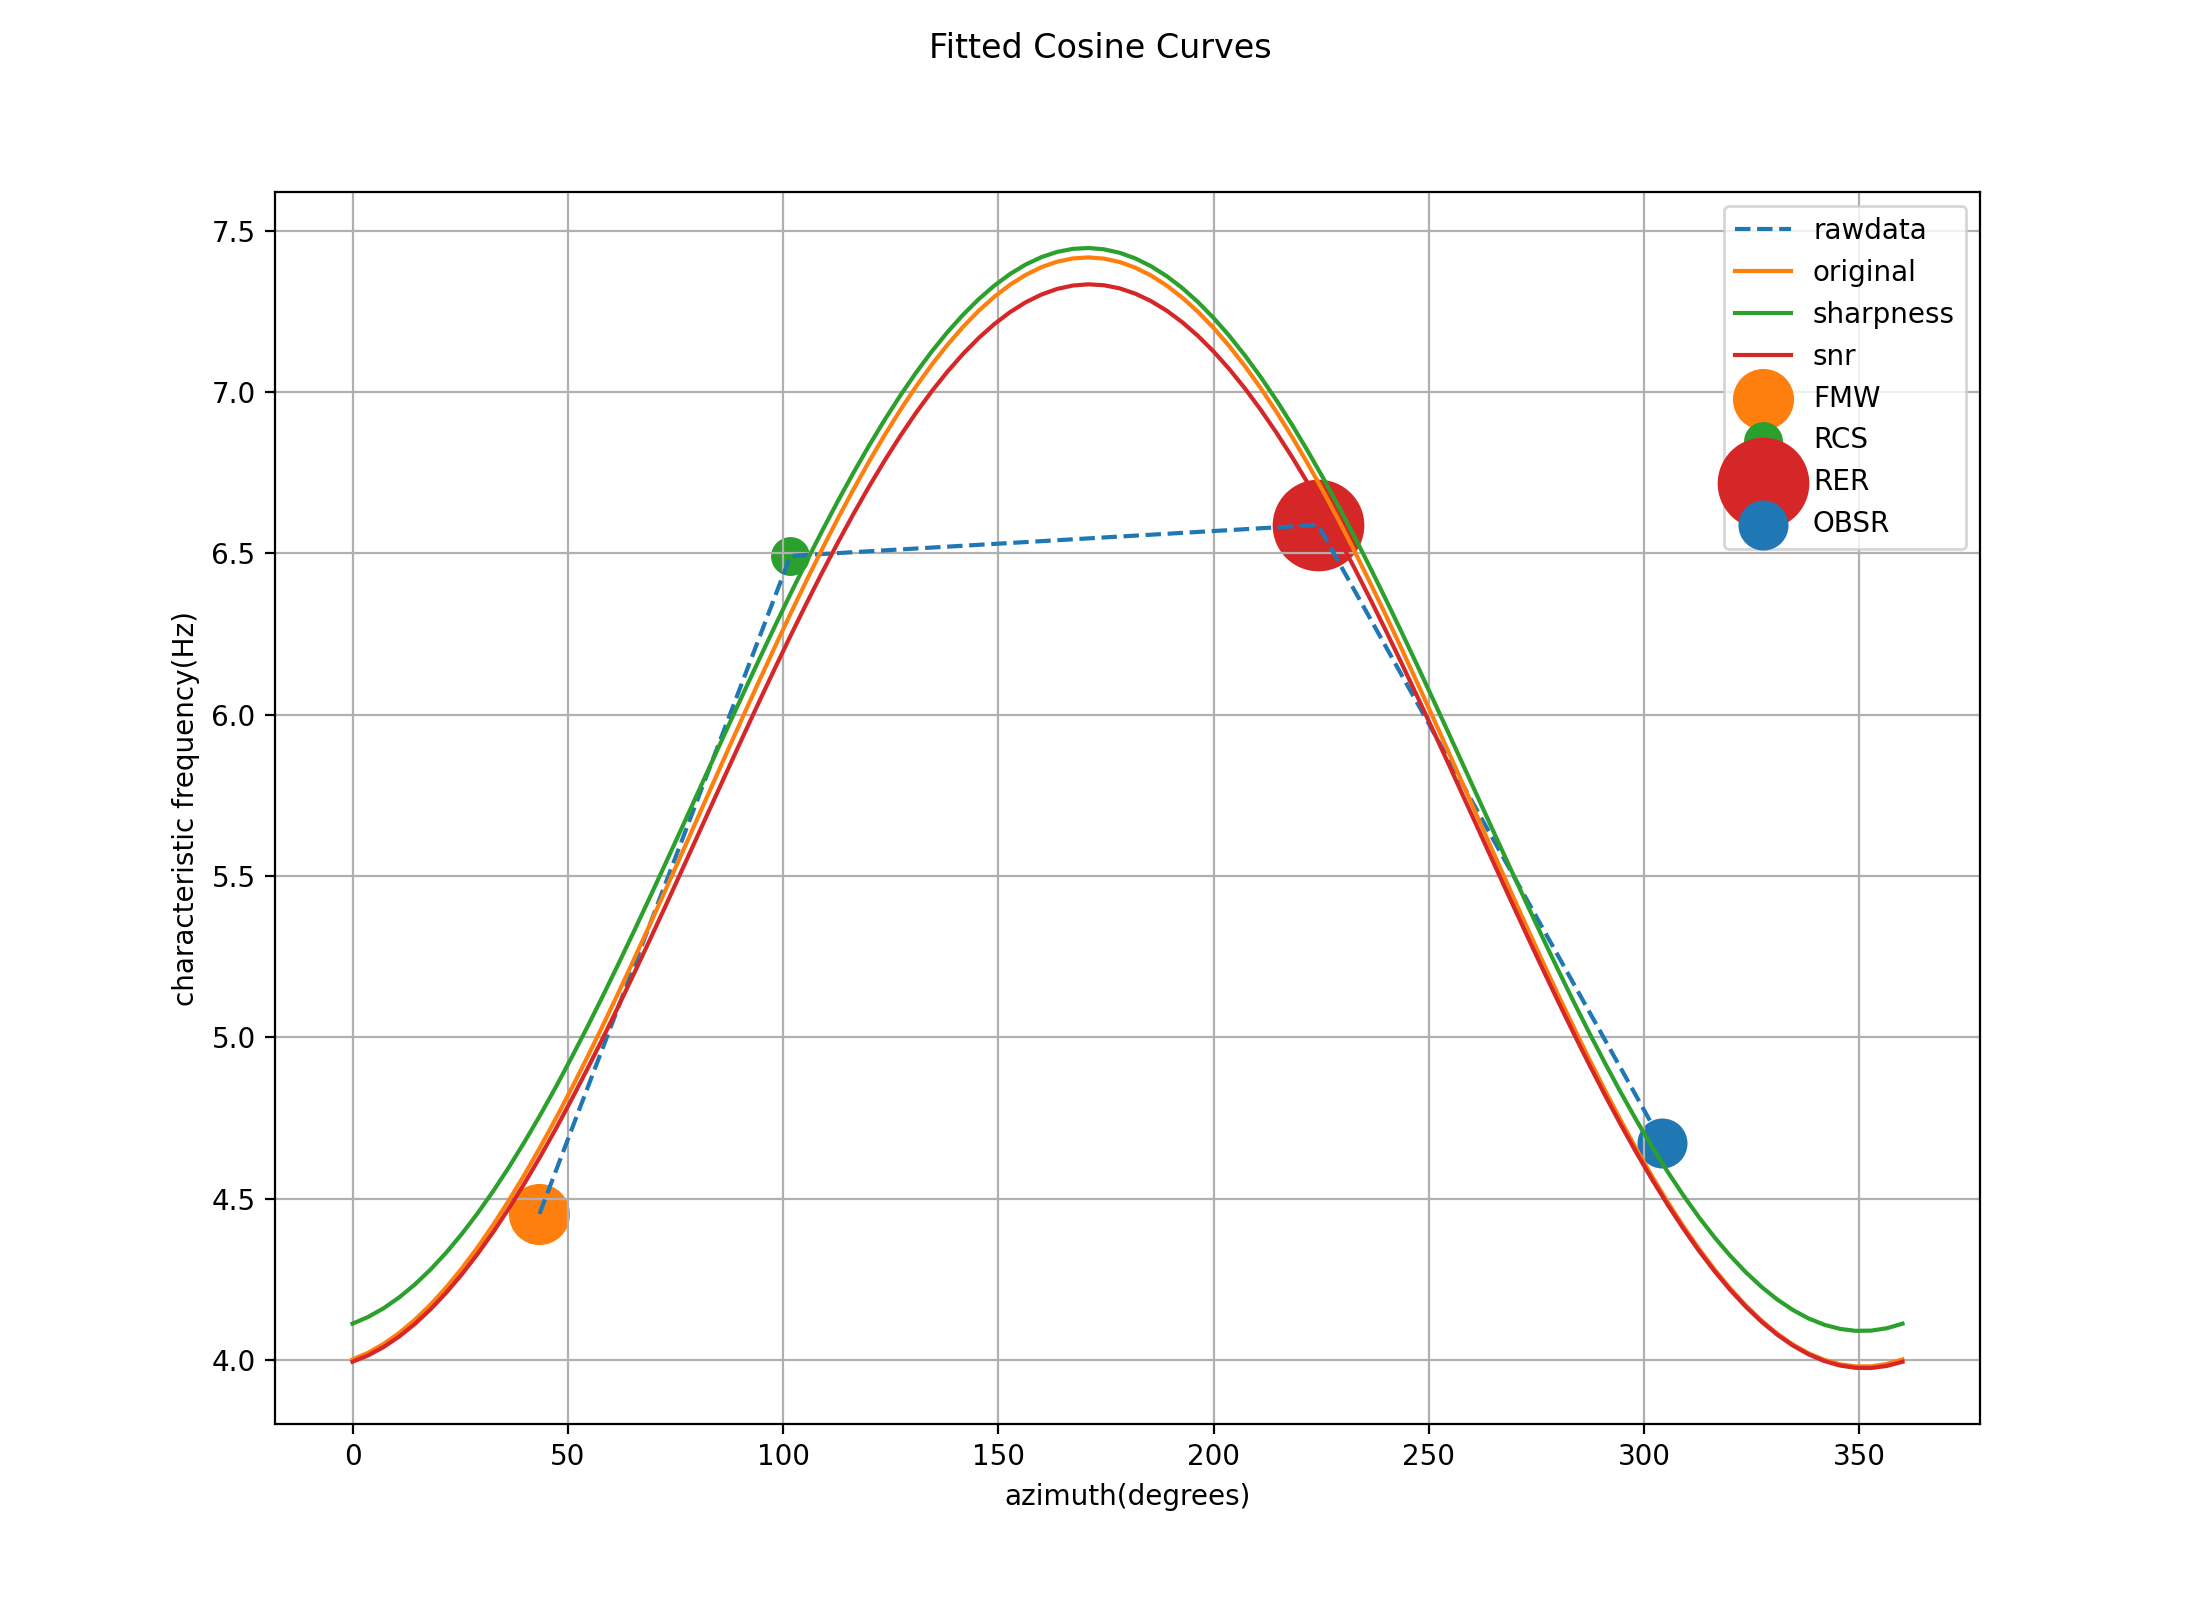 Fitted Cosine Curves
7.5
7.0
6.5
6.0
5.5
5.0
4.5
4.0
characteristic frequency(Hz)
0 50 100 150 200 250 300 350
azimuth(degrees)
rawdata
original
sharpness
snr
FMW
RCS
RER
OBSR